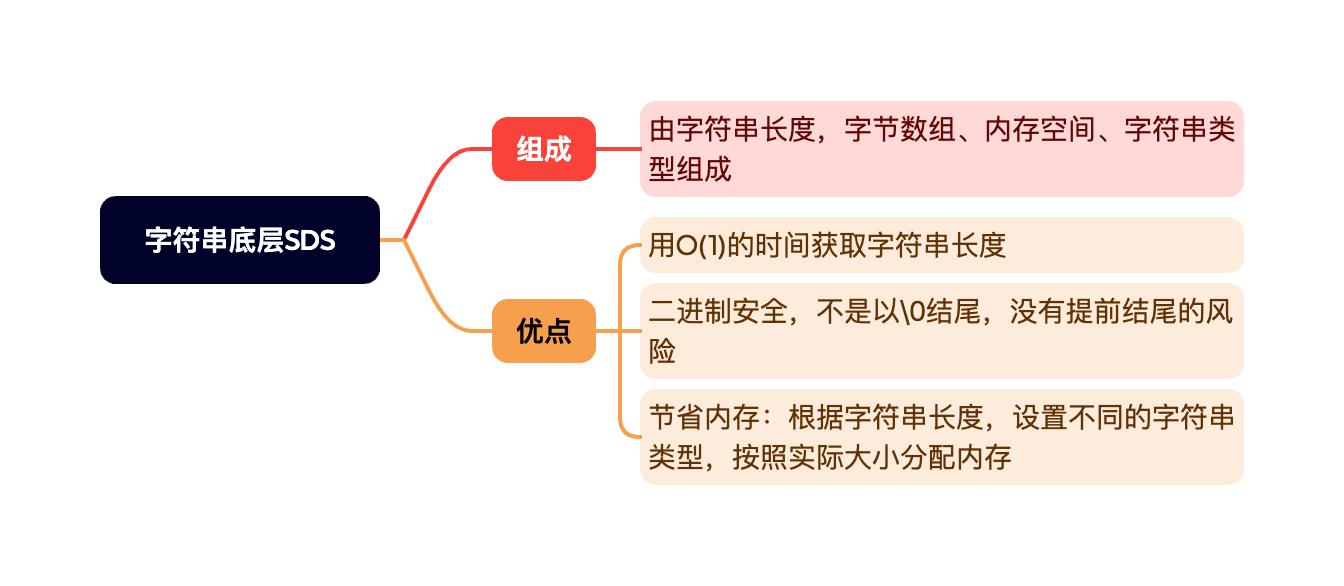 字符串底层SDS
组成
由字符串长度，字节数组、内存空间、字符串类
型组成
优点
用O(1)的时间获取字符串长度
二进制安全，不是以\0结尾，没有提前结尾的风
险
节省内存：根据字符串长度，设置不同的字符串
类型，按照实际大小分配内存